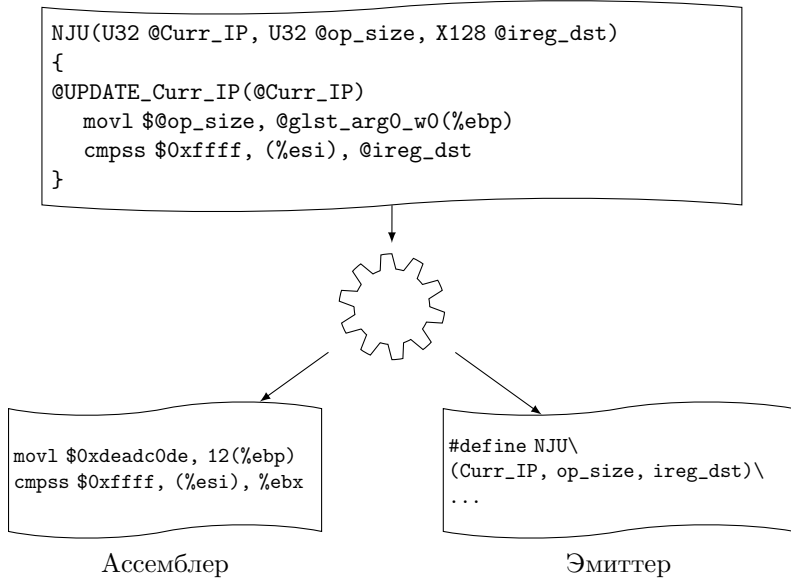 NJU(U32 @Curr_IP, U32 @op_size, X128 @ireg_dst)
{
@UPDATE_Curr_IP(@Curr_IP)
movl $@op_size, @glst_arg0_w0(%ebp)
cmpss $0xffff, (%esi), @ireg_dst
}
movl $0xdeadc0de, 12(%ebp)
cmpss $0xffff, (%esi), %ebx
Ассемблер
#define NJU\
(Curr_IP, op_size, ireg_dst)\
...
Эмиттер